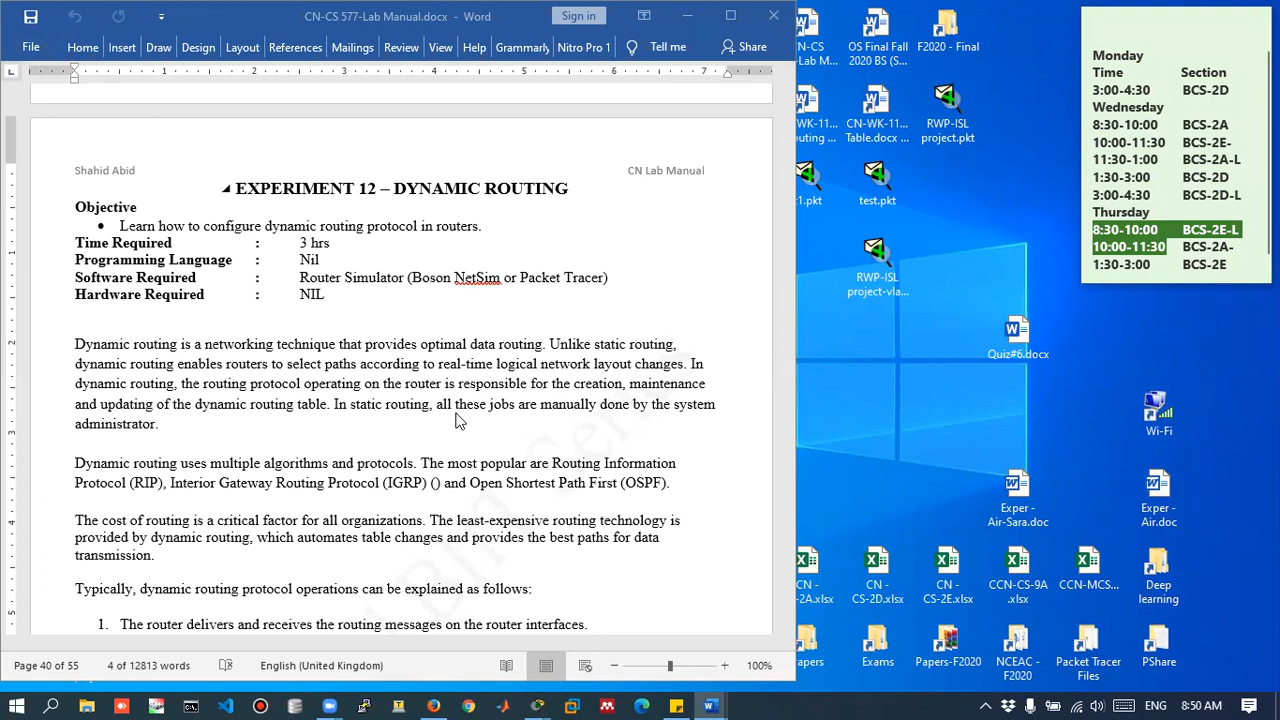 CN-CS 577-Lab Manual.docx - Word
Sign in
File Home Insert Draw Design Layout References Mailings Review View Help Grammarly Nitro Pro 1 Tell me Share
1 2 3 4 5 6 7
Shahid Abid CN Lab Manual
EXPERIMENT 12 – DYNAMIC ROUTING
Objective
• Learn how to configure dynamic routing protocol in routers.
Time Required : 3 hrs
Programming Language : Nil
Software Required : Router Simulator (Boson NetSim or Packet Tracer)
Hardware Required : NIL
Dynamic routing is a networking technique that provides optimal data routing. Unlike static routing,
dynamic routing enables routers to select paths according to real-time logical network layout changes. In
dynamic routing, the routing protocol operating on the router is responsible for the creation, maintenance
and updating of the dynamic routing table. In static routing, all these jobs are manually done by the system
administrator.
Dynamic routing uses multiple algorithms and protocols. The most popular are Routing Information
Protocol (RIP), Interior Gateway Routing Protocol (IGRP) () and Open Shortest Path First (OSPF).
The cost of routing is a critical factor for all organizations. The least-expensive routing technology is
provided by dynamic routing, which automates table changes and provides the best paths for data
transmission.
Typically, dynamic routing protocol operations can be explained as follows:
1. The router delivers and receives the routing messages on the router interfaces.
Page 40 of 55 4 of 12813 words English (United Kingdom) 100%
N-CS
-Lab M...
OS Final Fall
2020 BS (S...
F2020 - Final
WK-11...
uting ...
CN-WK-11...
Table.docx ...
RWP-ISL
project.pkt
1.pkt
test.pkt
RWP-ISL
project-vla...
Quiz#6.docx
Wi-Fi
Exper -
Air-Sara.doc
Exper -
Air.doc
CN -
-2A.xlsx
CN -
CS-2D.xlsx
CN -
CS-2E.xlsx
CCN-CS-9A
.xlsx
CCN-MCS...
Deep
learning
apers
Exams
Papers-F2020
NCEAC -
F2020
Packet Tracer
Files
PShare
Monday
Time Section
3:00-4:30 BCS-2D
Wednesday
8:30-10:00 BCS-2A
10:00-11:30 BCS-2E-
11:30-1:00 BCS-2A-L
1:30-3:00 BCS-2D
3:00-4:30 BCS-2D-L
Thursday
8:30-10:00 BCS-2E-L
10:00-11:30 BCS-2A-
1:30-3:00 BCS-2E
ENG 8:50 AM